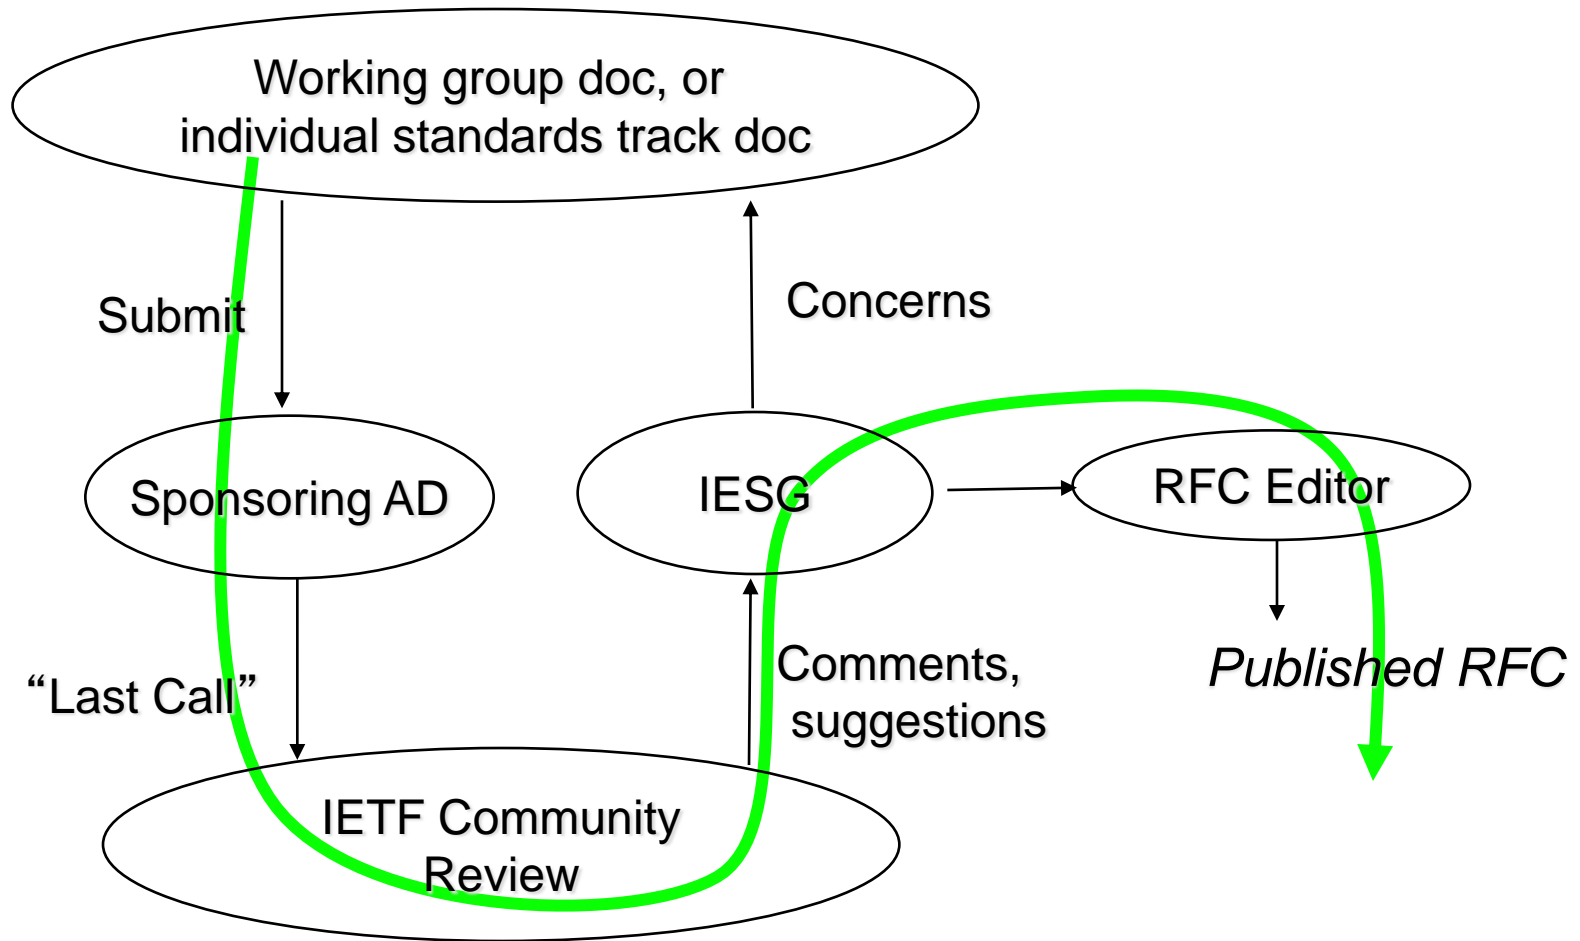 Working group doc, or
individual standards track doc
Submit
Concerns
Sponsoring AD
IESG
RFC Editor
“Last Call”
Comments,
suggestions
Published RFC
IETF Community
Review